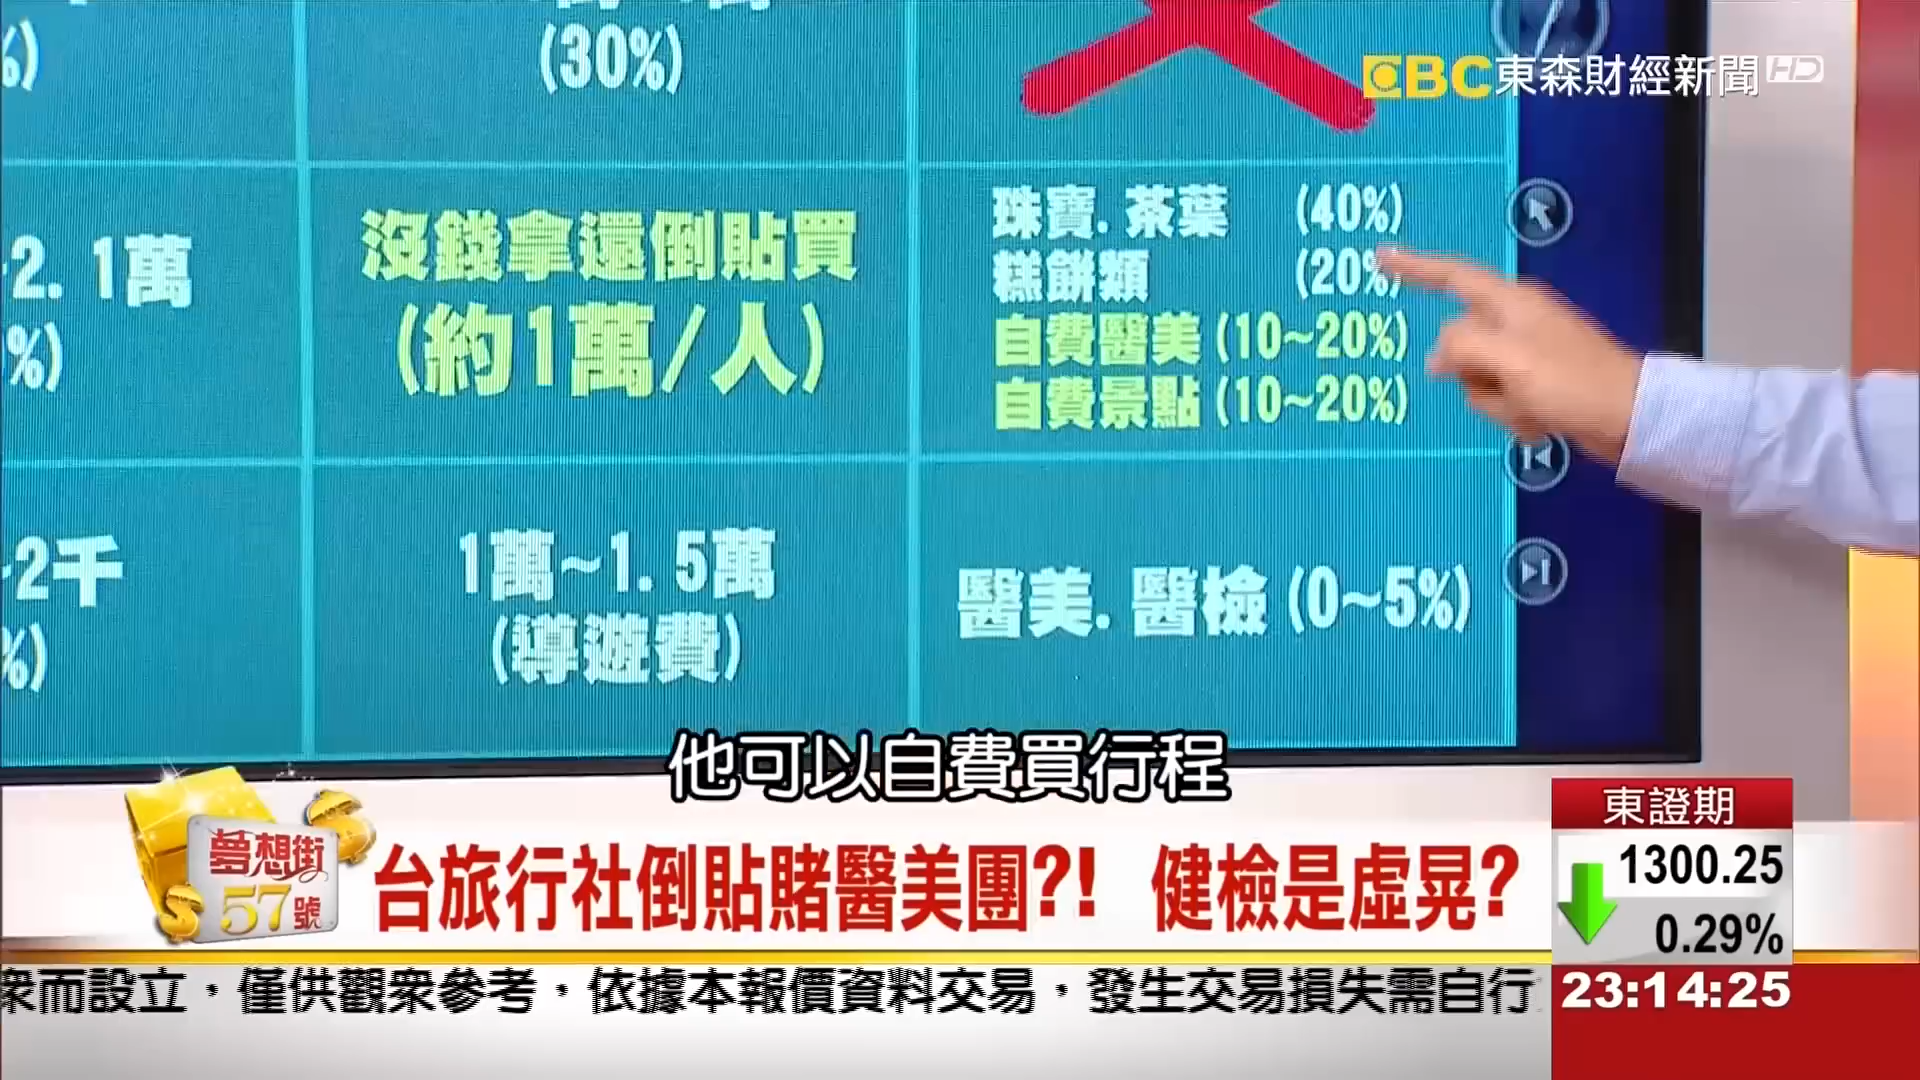 (30%)
EBC東森財經新聞HD
%)
珠寶.茶葉 (40%)
糕餅類 (20%)
自費醫美(10~20%)
自費景點(10~20%)
沒錢拿還倒貼買
(約1萬/人)
2.1萬
%)
~2千
%)
1萬~1.5萬
(導遊費)
醫美.醫檢(0~5%)
他可以自費買行程
夢想街
57號
台旅行社倒貼賭醫美團?! 健檢是虛晃?
東證期
1300.25
0.29%
眾而設立，僅供觀眾參考，依據本報價資料交易，發生交易損失需自行
23:14:25